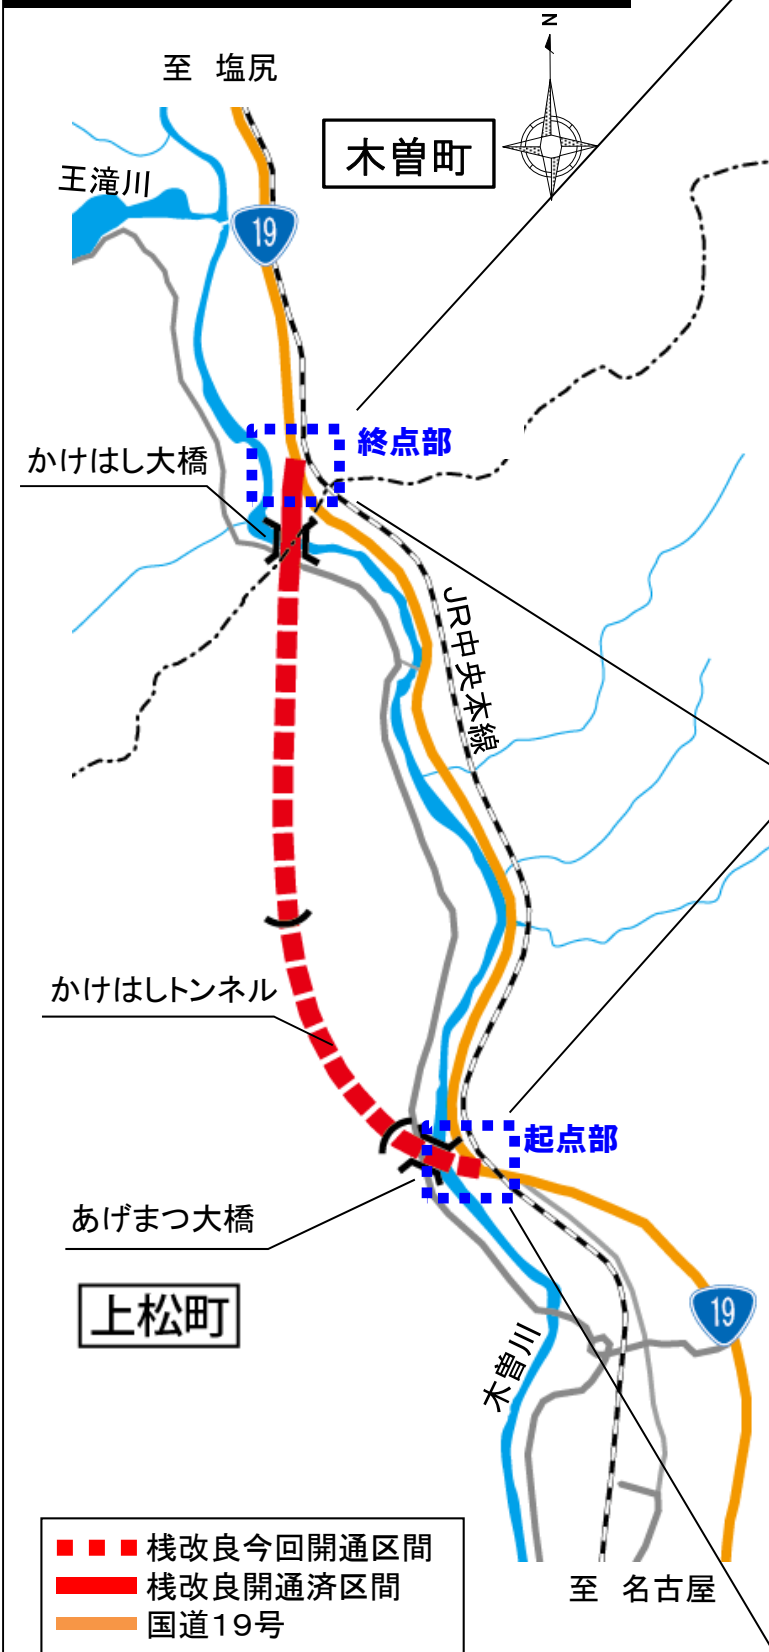 N
至 塩尻
木曽町
王滝川
19
終点部
かけはし大橋
JR中央本線
かけはしトンネル
起点部
あげまつ大橋
上松町
19
木曽川
桟改良今回開通区間
桟改良開通済区間
国道19号
至 名古屋